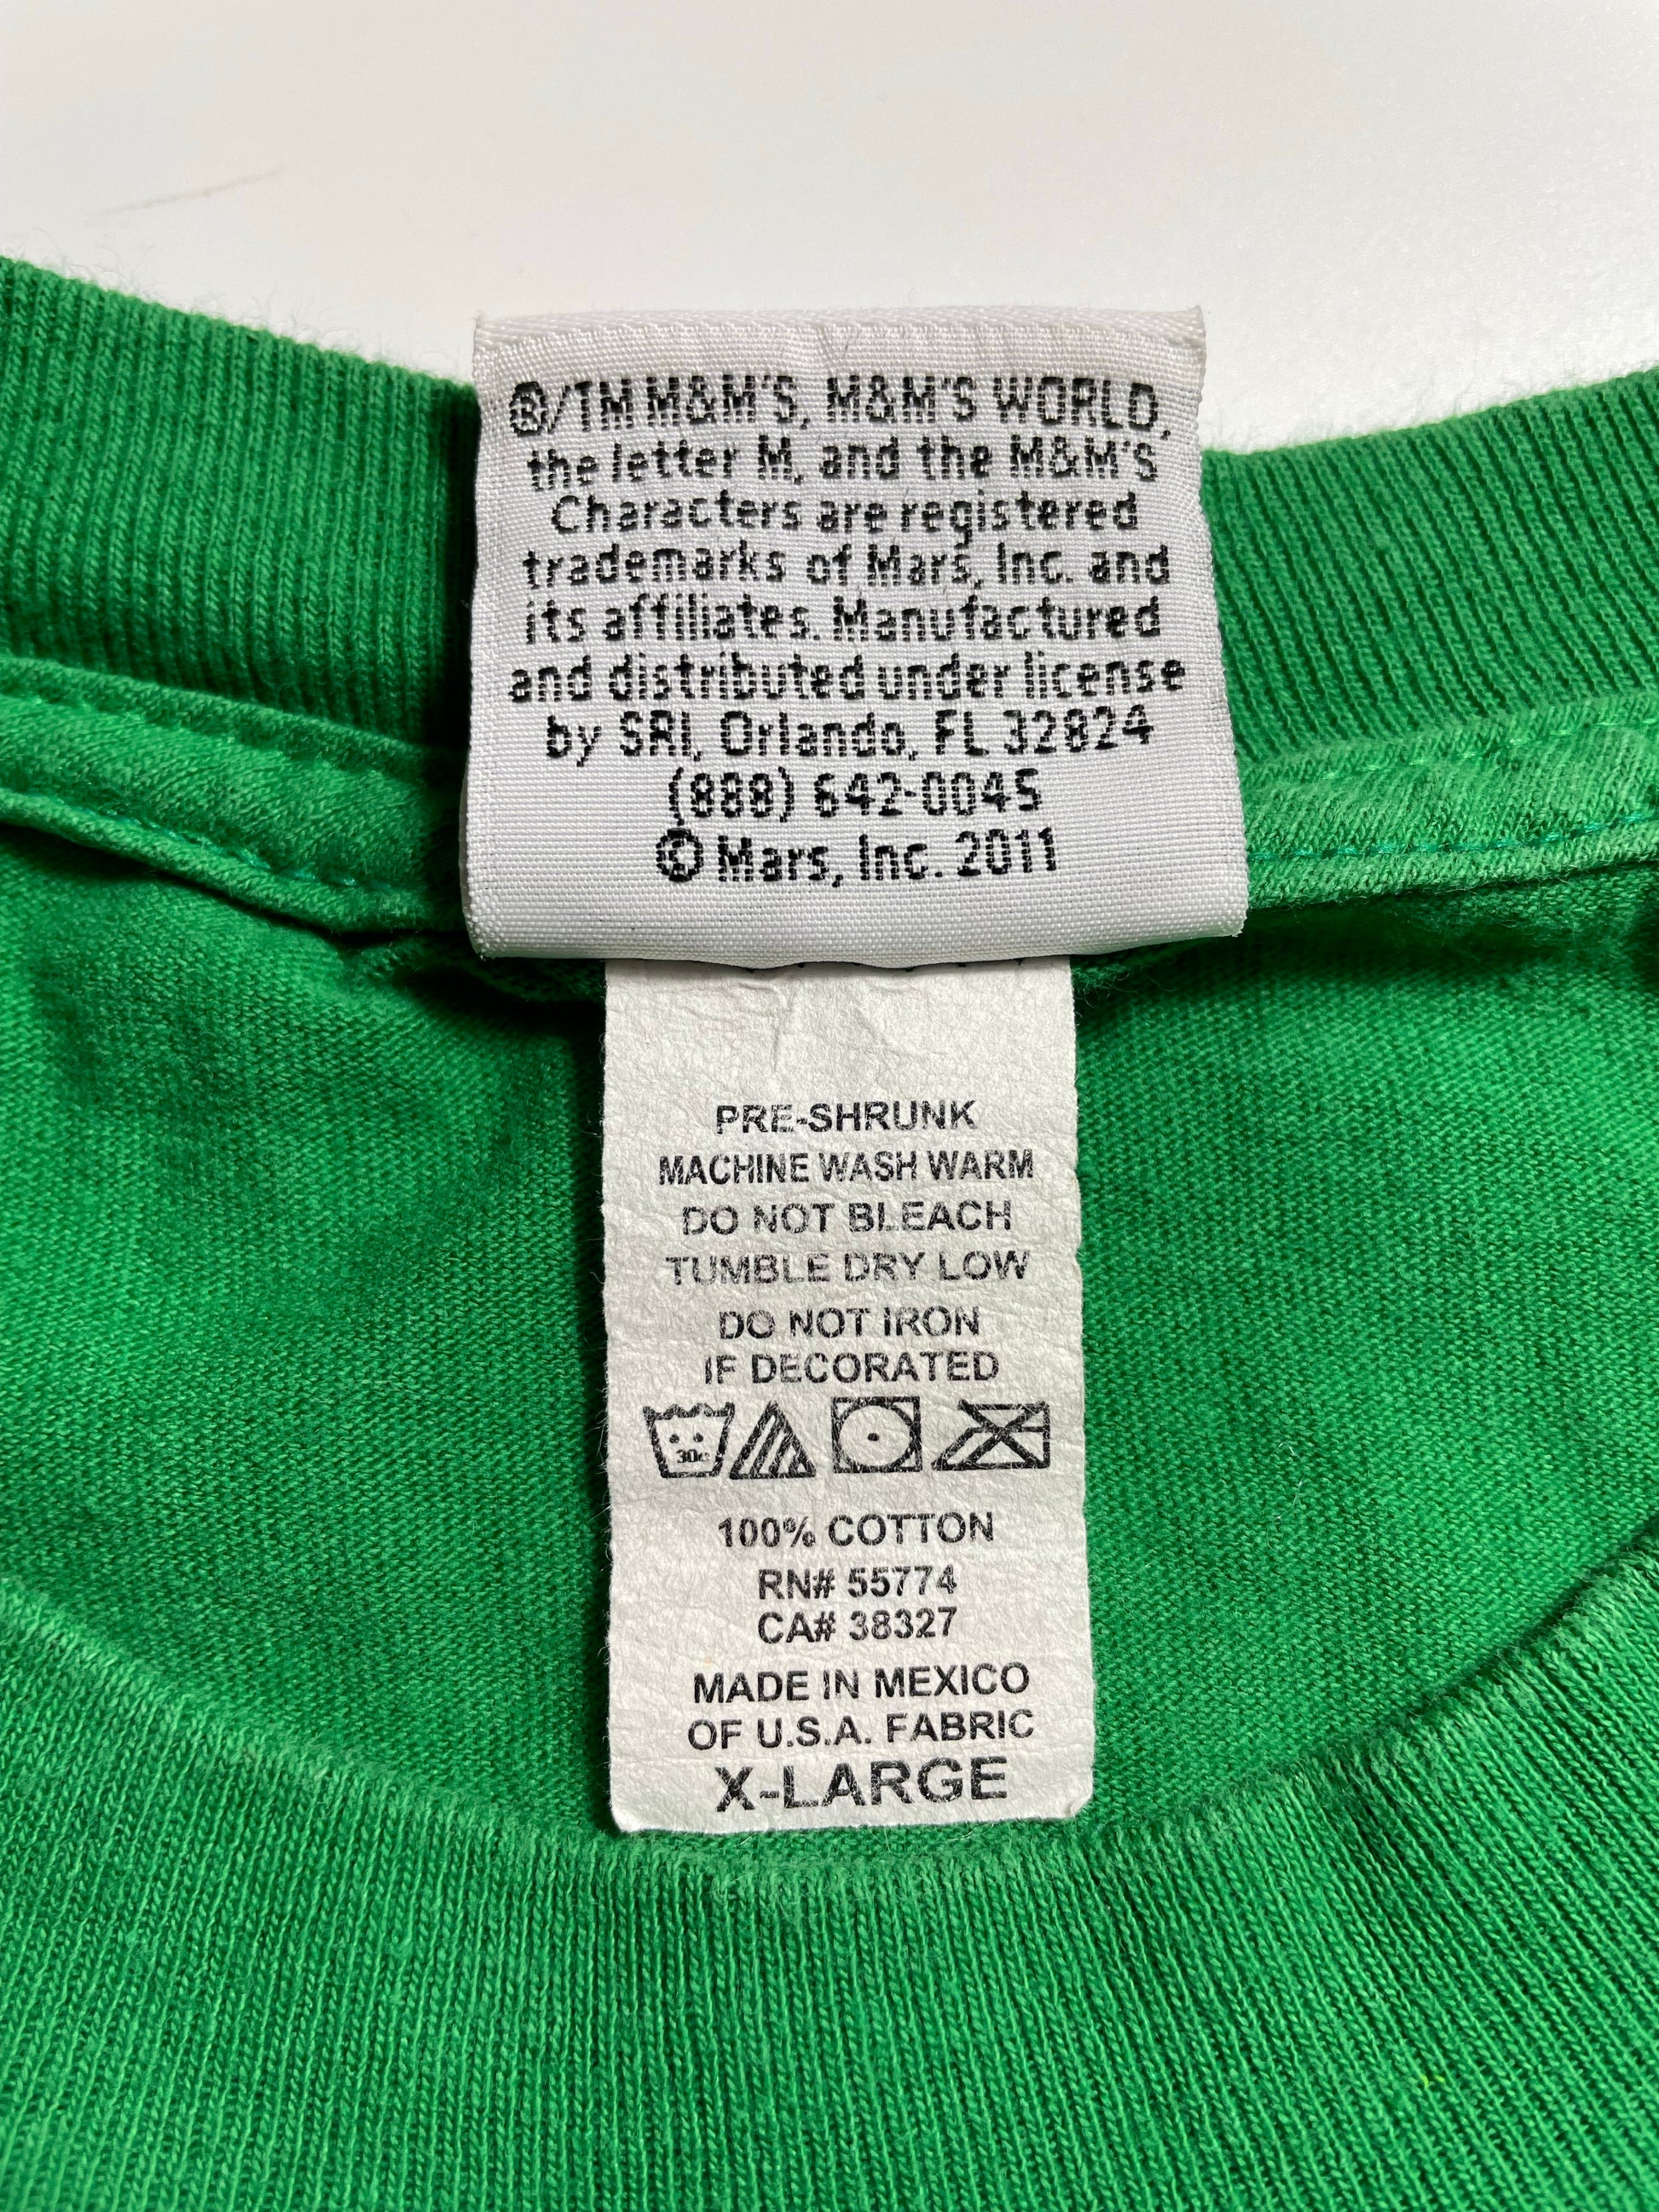 ®/TM M&M'S, M&M'S WORLD,
the letter M, and the M&M'S
Characters are registered
trademarks of Mars, Inc. and
its affiliates. Manufactured
and distributed under license
by SRI, Orlando, FL 32824
(888) 642-0045
© Mars, Inc. 2011
PRE-SHRUNK
MACHINE WASH WARM
DO NOT BLEACH
TUMBLE DRY LOW
DO NOT IRON
IF DECORATED
30c
100% COTTON
RN# 55774
CA# 38327
MADE IN MEXICO
OF U.S.A. FABRIC
X-LARGE